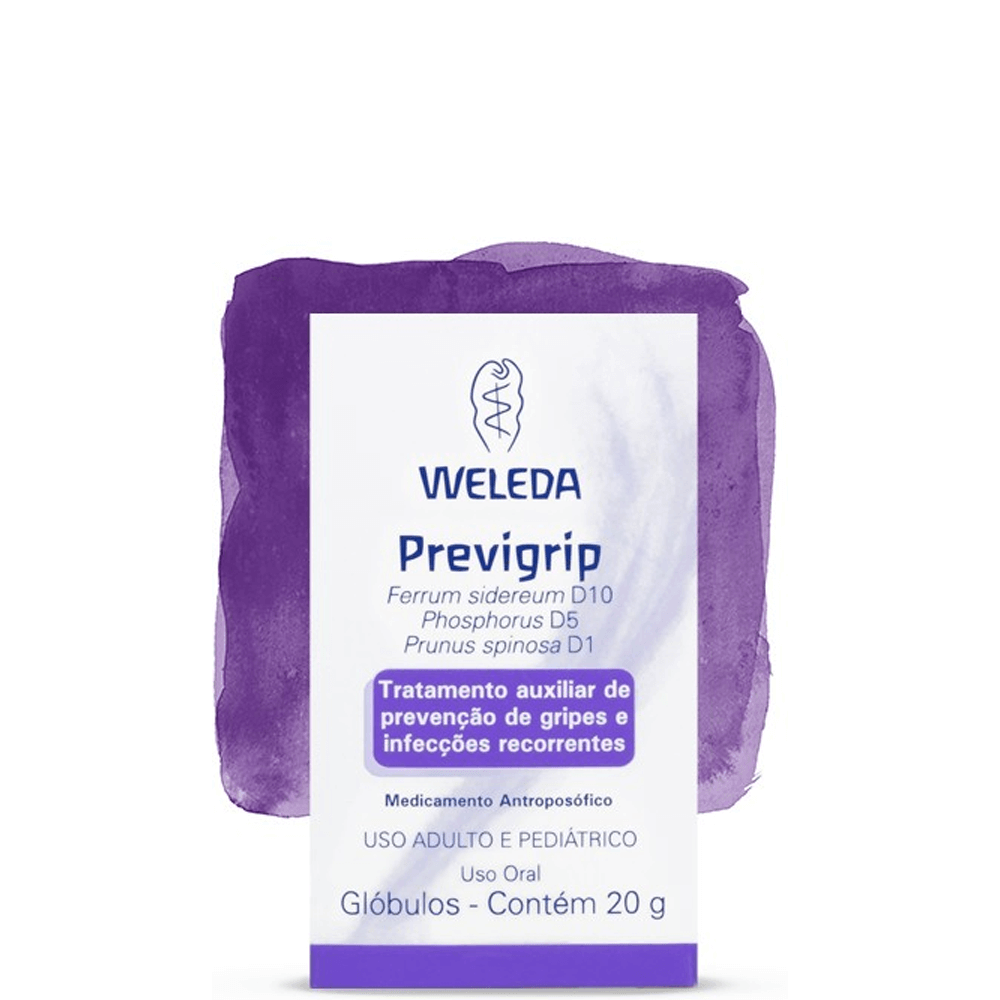 WELEDA
Previgrip
Ferrum sidereum D10
Phosphorus D5
Prunus spinosa D1
Tratamento auxiliar de
prevenção de gripes e
infecções recorrentes
Medicamento Antroposófico
USO ADULTO E PEDIÁTRICO
Uso Oral
Glóbulos - Contém 20 g